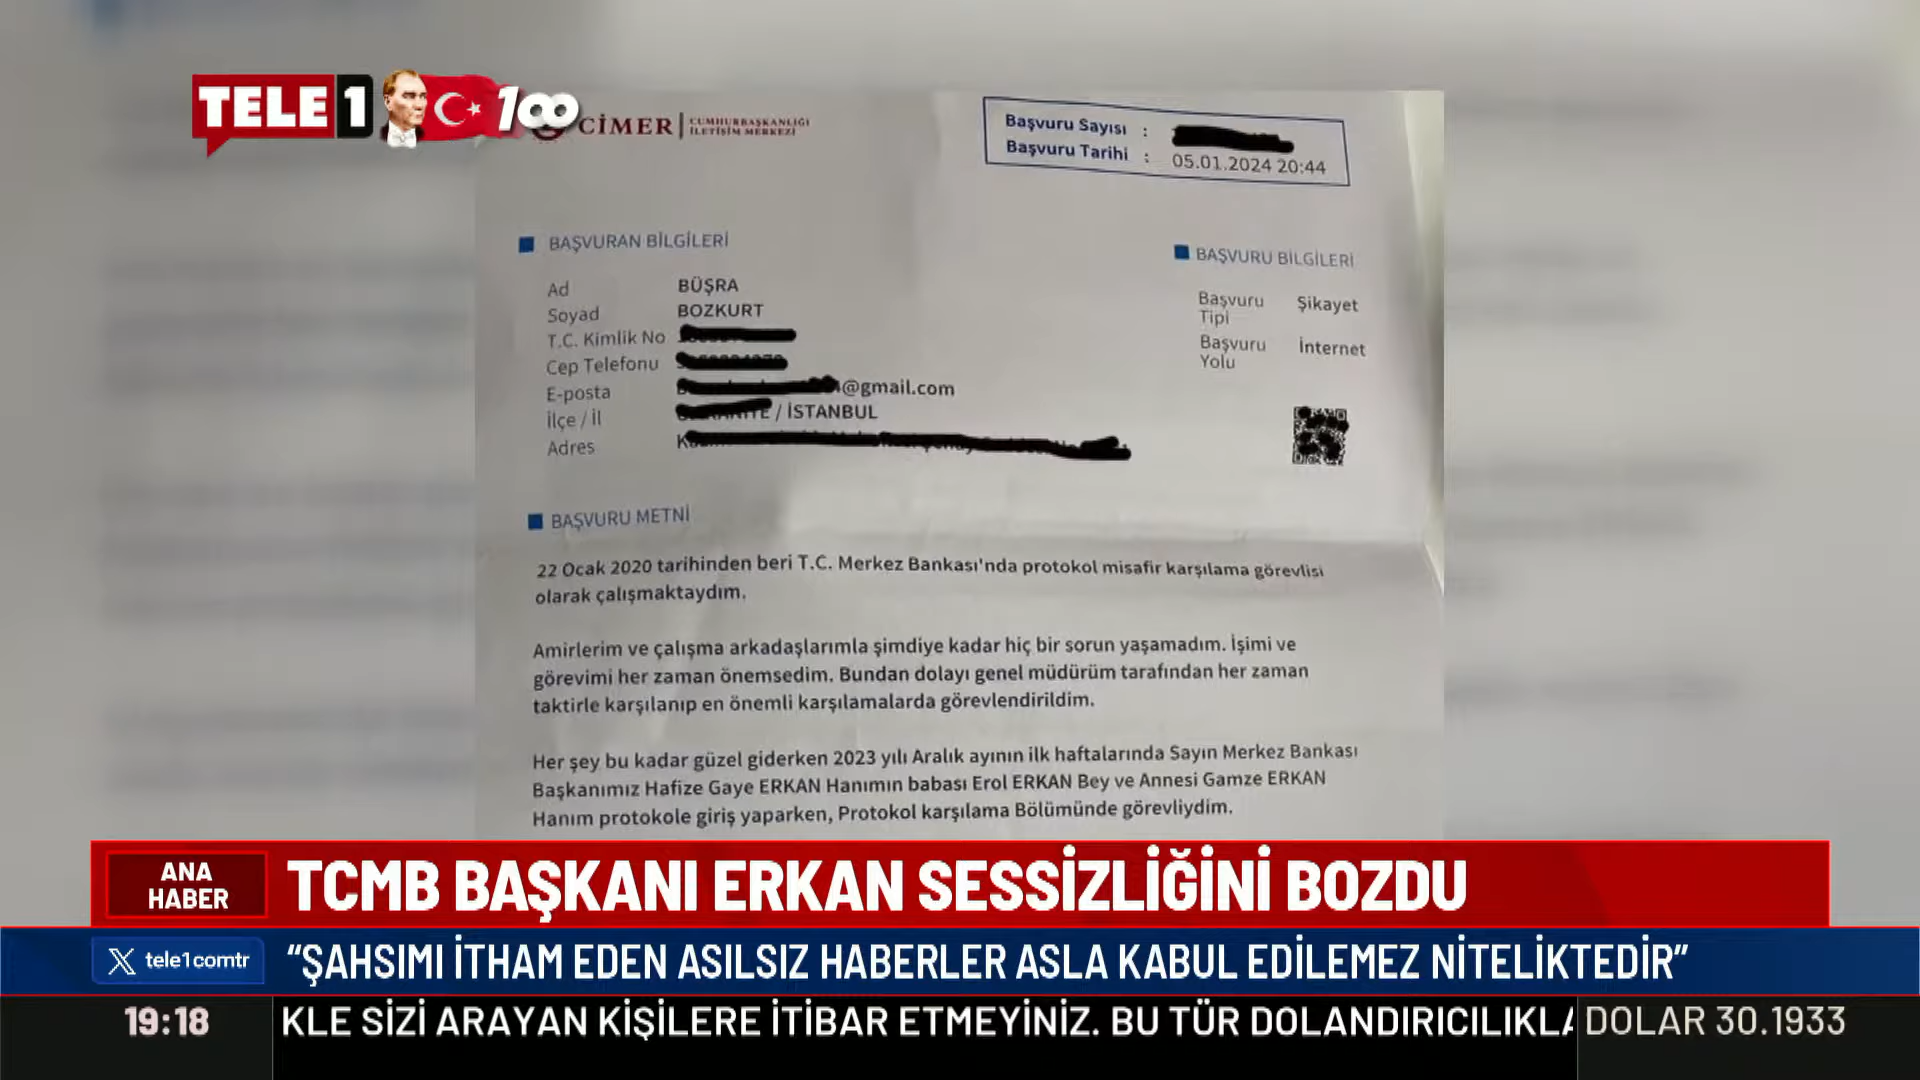 TELE 1
100
CİMER CUMHURBAŞKANLIĞI
İLETİŞİM MERKEZİ
Başvuru Sayısı :
Başvuru Tarihi : 05.01.2024 20:44
BAŞVURAN BİLGİLERİ
Ad BÜŞRA
Soyad BOZKURT
T.C. Kimlik No
Cep Telefonu
E-posta @gmail.com
İlçe / İl / İSTANBUL
Adres
BAŞVURU BİLGİLERİ
Başvuru Tipi Şikayet
Başvuru Yolu İnternet
BAŞVURU METNİ
22 Ocak 2020 tarihinden beri T.C. Merkez Bankası'nda protokol misafir karşılama görevlisi
olarak çalışmaktaydım.
Amirlerim ve çalışma arkadaşlarımla şimdiye kadar hiç bir sorun yaşamadım. İşimi ve
görevimi her zaman önemsedim. Bundan dolayı genel müdürüm tarafından her zaman
taktirle karşılanıp en önemli karşılamalarda görevlendirildim.
Her şey bu kadar güzel giderken 2023 yılı Aralık ayının ilk haftalarında Sayın Merkez Bankası
Başkanımız Hafize Gaye ERKAN Hanımın babası Erol ERKAN Bey ve Annesi Gamze ERKAN
Hanım protokole giriş yaparken, Protokol karşılama Bölümünde görevliydim.
ANA
HABER
TCMB BAŞKANI ERKAN SESSİZLİĞİNİ BOZDU
X tele1comtr
“ŞAHSIMI İTHAM EDEN ASILSIZ HABERLER ASLA KABUL EDİLEMEZ NİTELİKTEDİR”
19:18
KLE SİZİ ARAYAN KİŞİLERE İTİBAR ETMEYİNİZ. BU TÜR DOLANDIRICILIKLA
DOLAR 30.1933